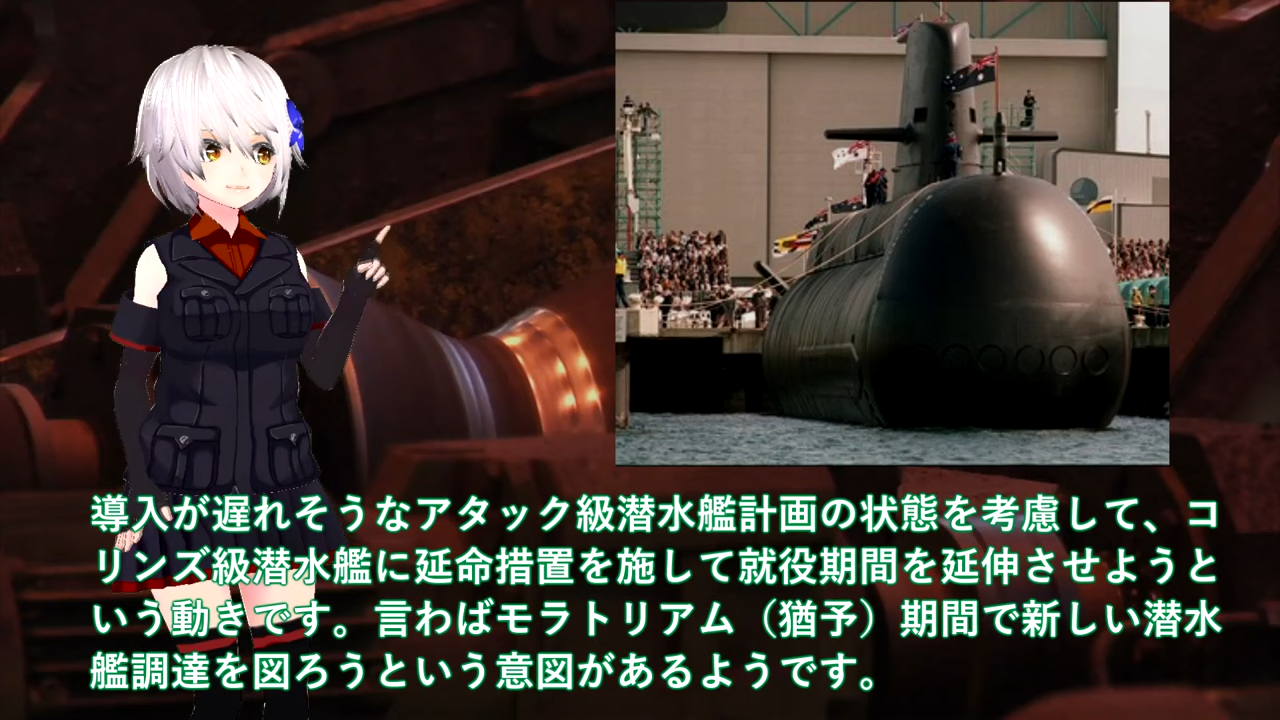 導入が遅れそうなアタック級潜水艦計画の状態を考慮して、コ
リンズ級潜水艦に延命措置を施して就役期間を延伸させようと
いう動きです。言わばモラトリアム（猶予）期間で新しい潜水
艦調達を図ろうという意図があるようです。